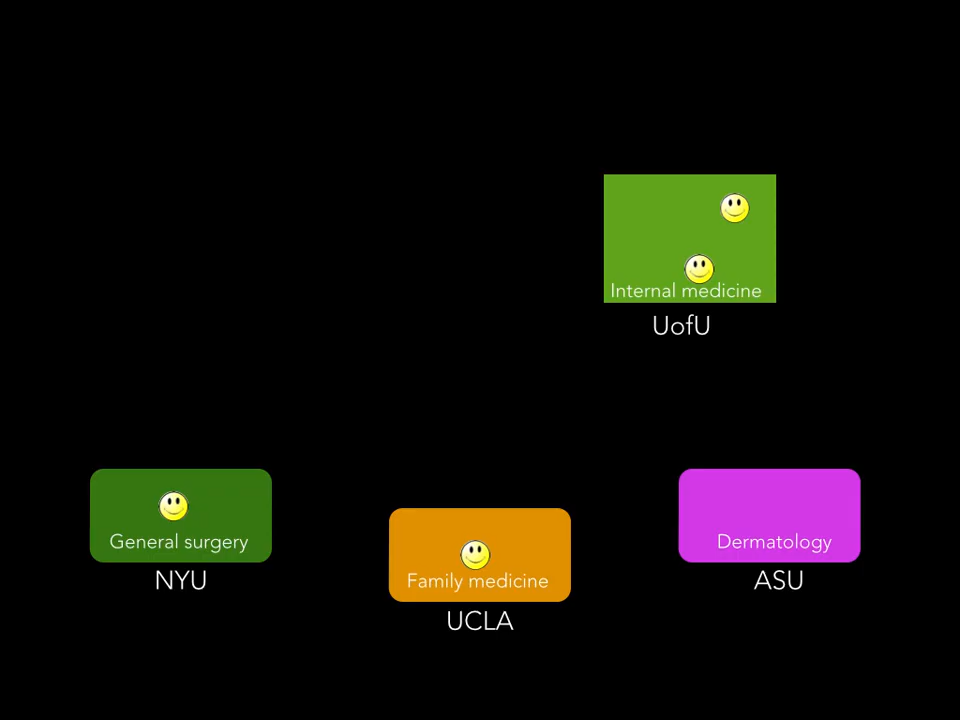 Internal medicine
UofU
General surgery
NYU
Family medicine
UCLA
Dermatology
ASU